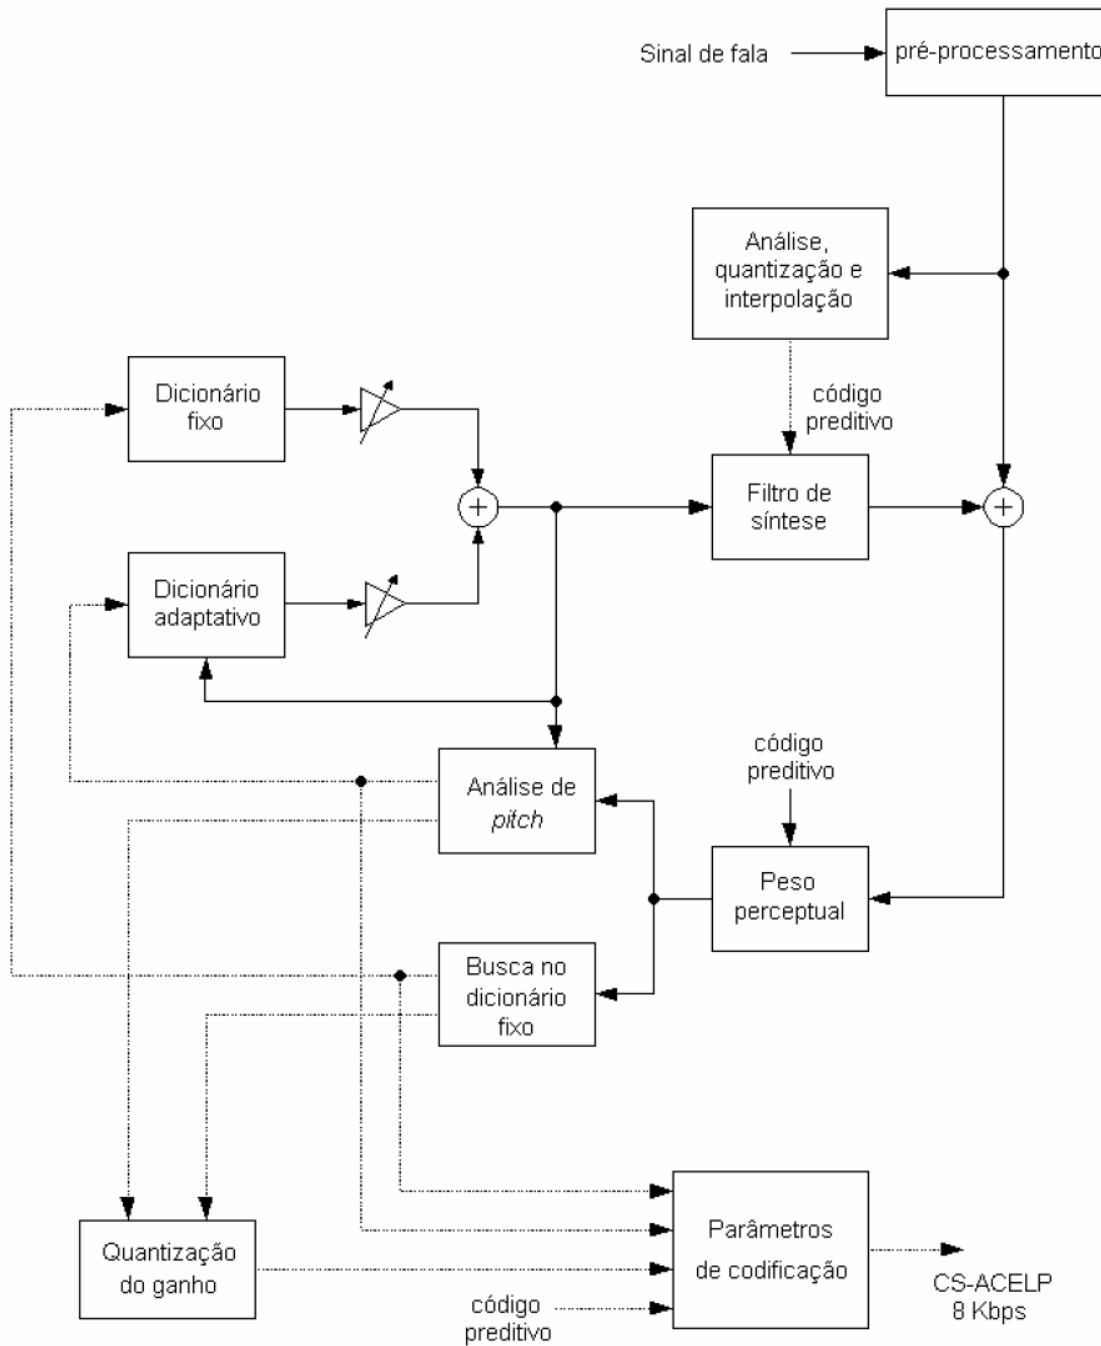 Sinal de fala
pré-processamento
Análise,
quantização e
interpolação
código
preditivo
Dicionário
fixo
Filtro de
síntese
+
+
Dicionário
adaptativo
Análise de
pitch
código
preditivo
Peso
perceptual
Busca no
dicionário
fixo
Parâmetros
de codificação
Quantização
do ganho
código
preditivo
CS-ACELP
8 Kbps